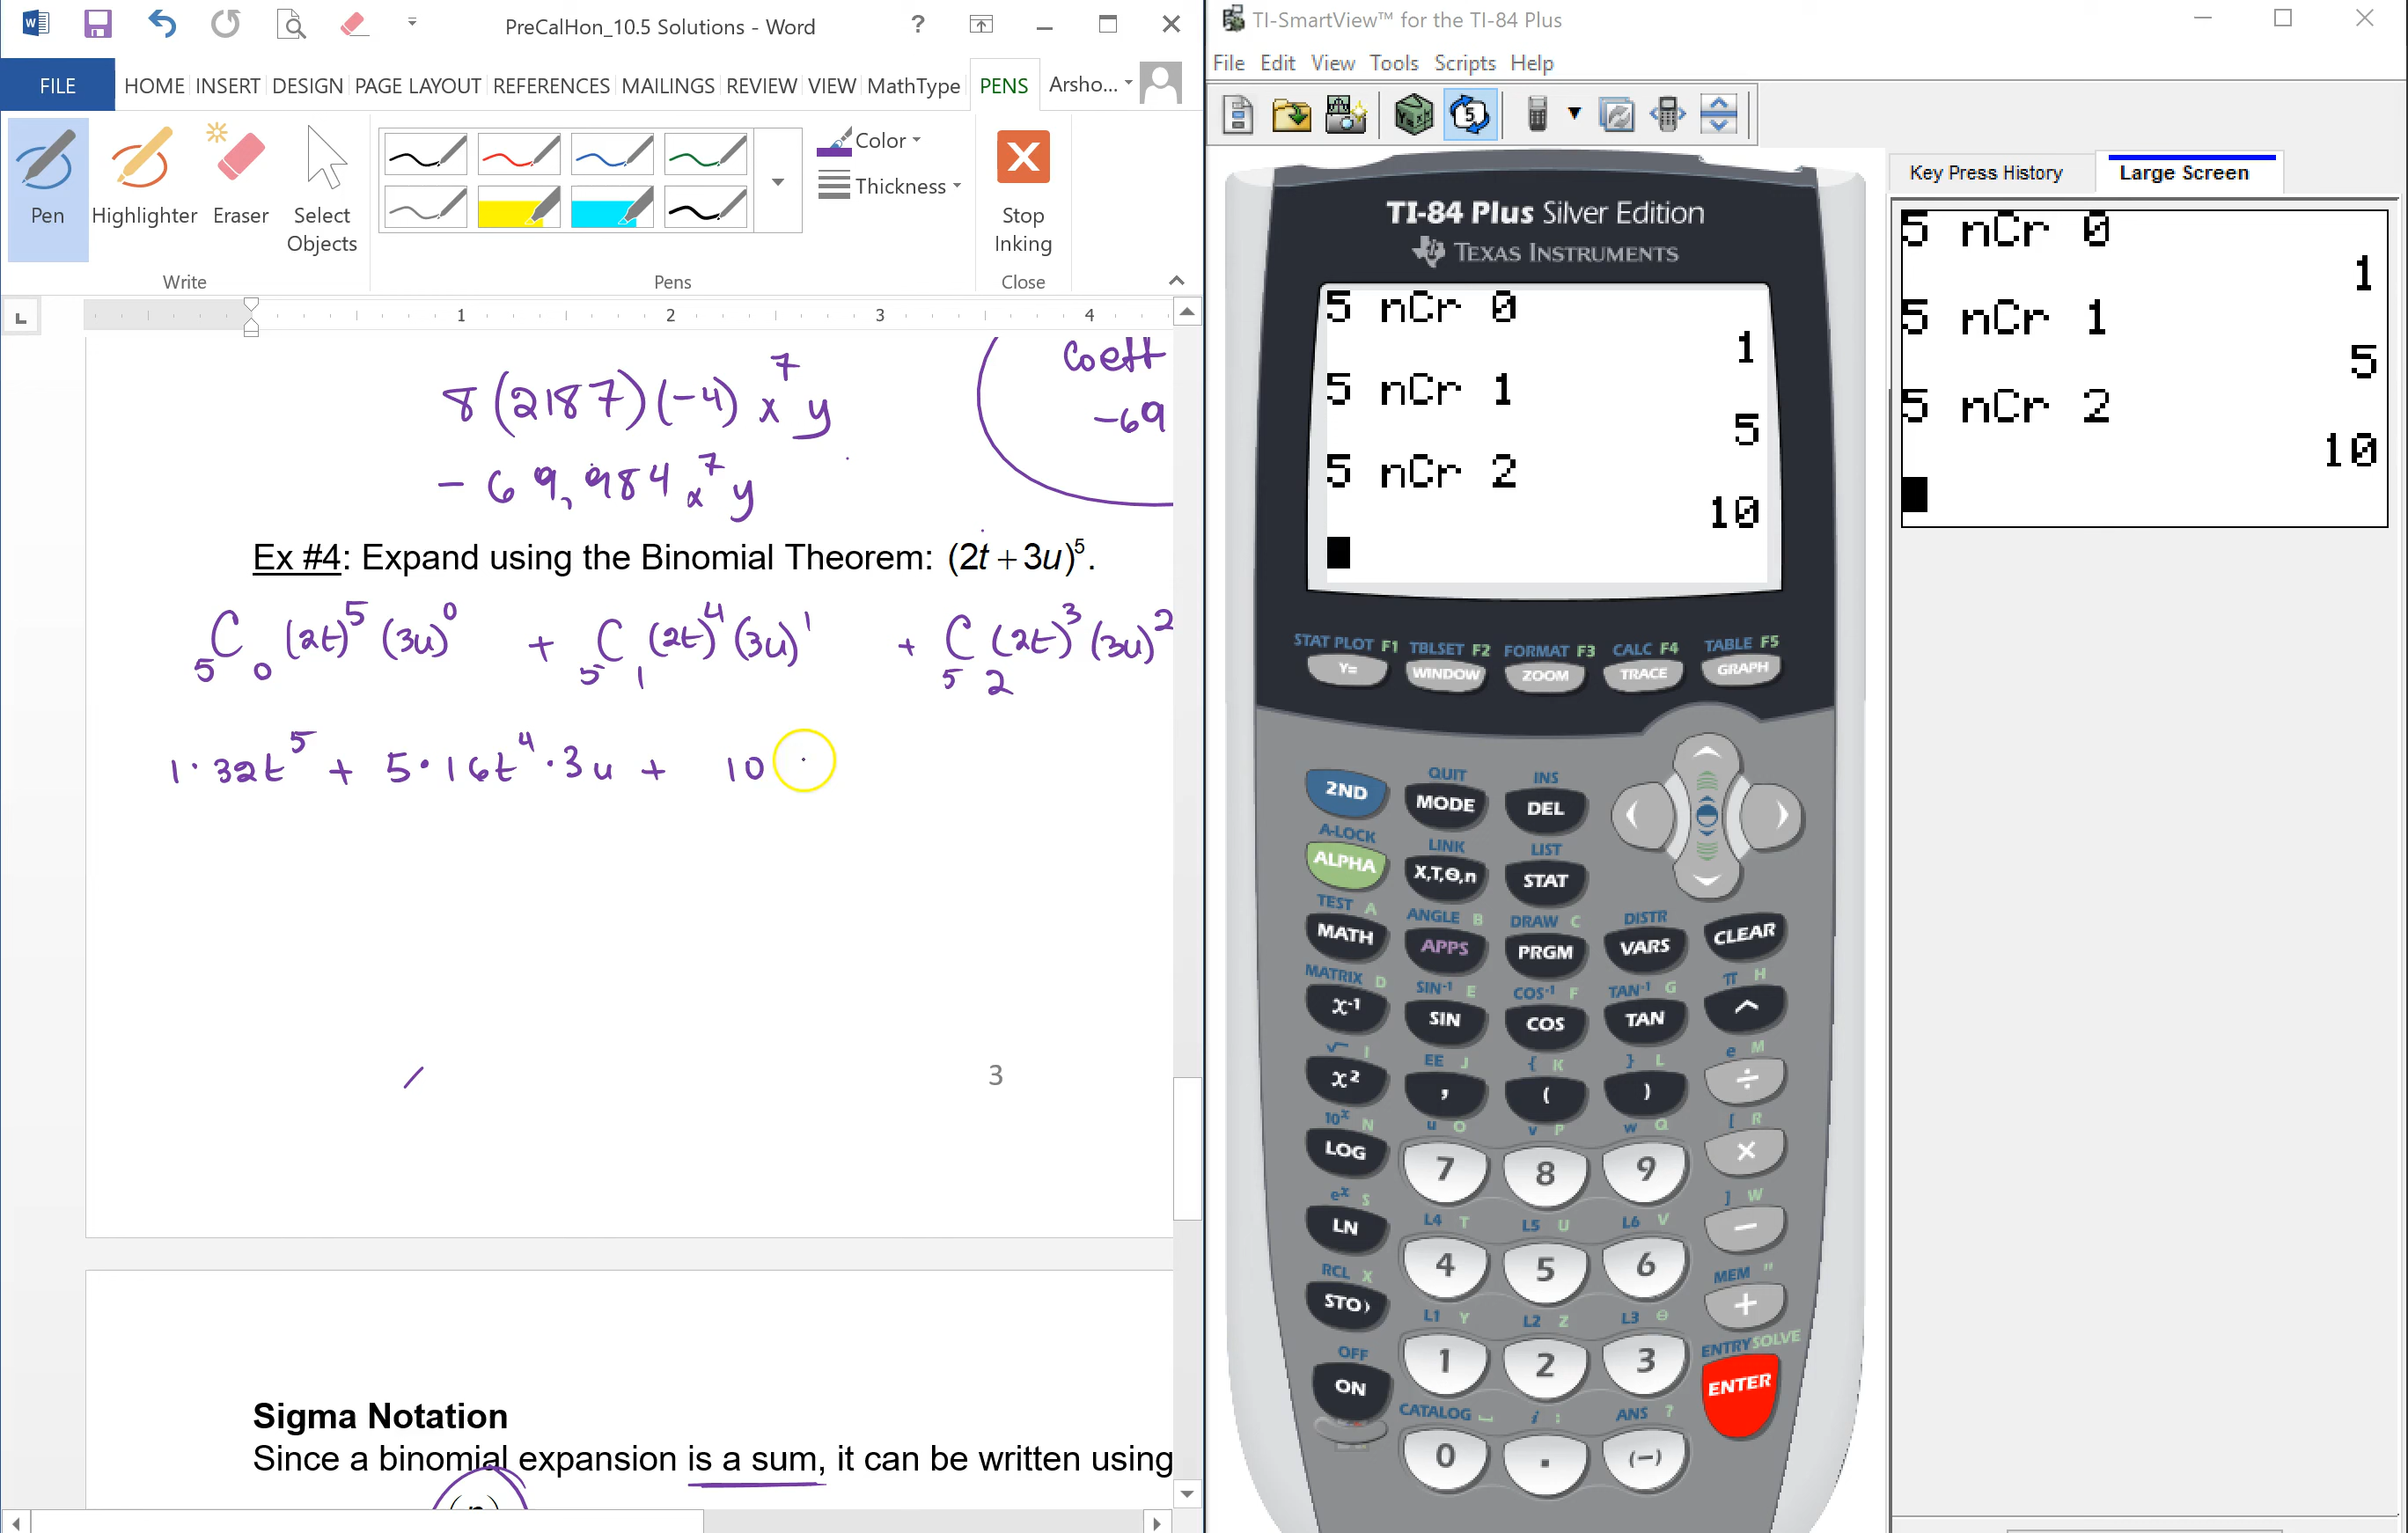 PreCalHon_10.5 Solutions - Word
?
FILE HOME INSERT DESIGN PAGE LAYOUT REFERENCES MAILINGS REVIEW VIEW MathType PENS Arsho...
Pen Highlighter Eraser Select Objects
Color
Thickness
Stop Inking
Write Pens Close
L
1 2 3 4
8(2187)(-4)x⁷y
-69,984x⁷y
coeff
-69
Ex #4: Expand using the Binomial Theorem: (2t + 3u)⁵.
₅C₀(2t)⁵(3u)⁰ + ₅C₁(2t)⁴(3u)¹ + ₅C₂(2t)³(3u)²
1·32t⁵ + 5·16t⁴·3u + 10 ·
3
Sigma Notation
Since a binomial expansion is a sum, it can be written using
TI-SmartView™ for the TI-84 Plus
File Edit View Tools Scripts Help
Key Press History Large Screen
5 nCr 0
1
5 nCr 1
5
5 nCr 2
10
TI-84 Plus Silver Edition
TEXAS INSTRUMENTS
5 nCr 0
1
5 nCr 1
5
5 nCr 2
10
STAT PLOT F1 TBLSET F2 FORMAT F3 CALC F4 TABLE F5
Y= WINDOW ZOOM TRACE GRAPH
QUIT INS
2ND MODE DEL
A-LOCK LINK LIST
ALPHA X,T,Θ,n STAT
TEST A ANGLE B DRAW C DISTR
MATH APPS PRGM VARS CLEAR
MATRIX D SIN⁻¹ E COS⁻¹ F TAN⁻¹ G π H
x⁻¹ SIN COS TAN ^
√ I EE J { K } L e M
x² , ( ) ÷
10ˣ N u O v P w Q [ R
LOG 7 8 9 ×
eˣ S L4 T L5 U L6 V ] W
LN 4 5 6 −
RCL X L1 Y L2 Z L3 θ MEM "
STO› 1 2 3 +
OFF CATALOG i : ANS ? ENTRY SOLVE
ON 0 . (−) ENTER